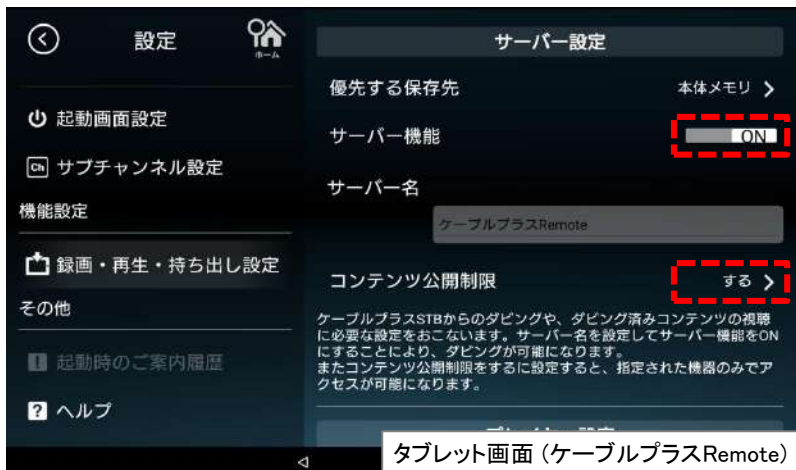 設定
ホーム
起動画面設定
Ch サブチャンネル設定
機能設定
録画・再生・持ち出し設定
その他
起動時のご案内履歴
? ヘルプ
サーバー設定
優先する保存先 本体メモリ
サーバー機能 ON
サーバー名
ケーブルプラスRemote
コンテンツ公開制限 する
ケーブルプラスSTBからのダビングや、ダビング済みコンテンツの視聴
に必要な設定をおこないます。サーバー名を設定してサーバー機能をON
にすることにより、ダビングが可能になります。
またコンテンツ公開制限をするに設定すると、指定された機器のみでア
クセスが可能になります。
タブレット画面（ケーブルプラスRemote）